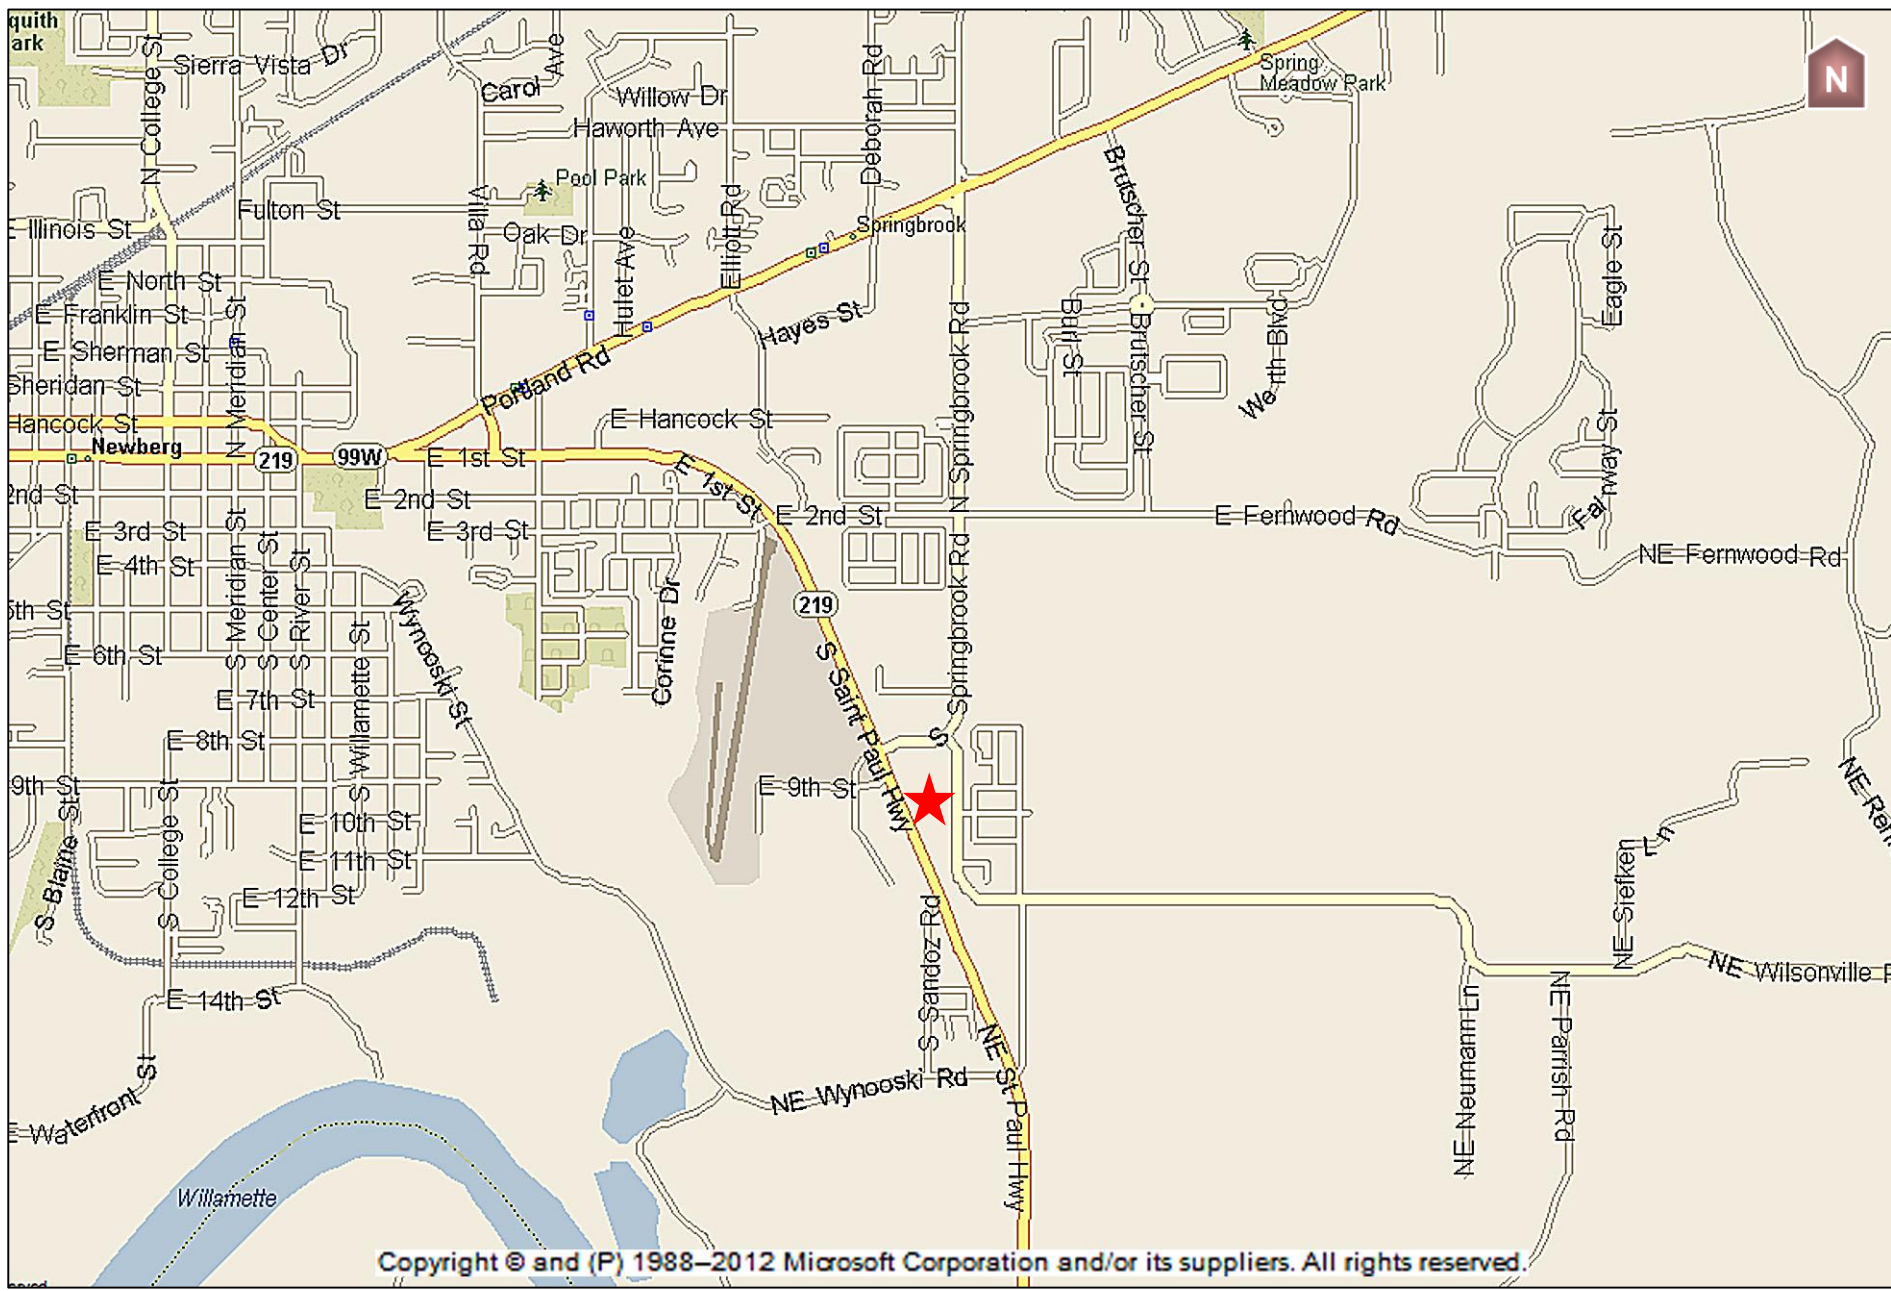 quith
ark
Sierra Vista Dr
N College St
Carol Ave
Willow Dr
Haworth Ave
Deborah Rd
Spring
Meadow Park
N
Pool Park
Fulton St
Villa Rd
Oak Dr
Hulet Ave
Elliott Rd
Springbrook
Brutscher St
E Illinois St
E North St
E Franklin St
E Sherman St
Sheridan St
Hancock St
Newberg
N Meridian St
219
99W
Portland Rd
Hayes St
E Hancock St
E 1st St
E 1st St
N Springbrook Rd
Burl St
Brutscher St
Werth Blvd
Eagle St
Fairway St
2nd St
E 2nd St
E 2nd St
E Fernwood Rd
NE Fernwood Rd
E 3rd St
E 3rd St
E 4th St
5th St
E 6th St
E 7th St
E 8th St
9th St
S Meridian St
S Center St
S River St
S Willamette St
Wynooski St
Corinne Dr
219
S Saint Paul Hwy
Springbrook Rd
S
E 9th St
E 10th St
E 11th St
E 12th St
S College St
S Blaine St
E 14th St
S Sandoz Rd
NE St Paul Hwy
NE Wynooski Rd
E Waterfront St
Willamette
NE Siefken Ln
NE Wilsonville
NE Neumann Ln
NE Parrish Rd
Copyright © and (P) 1988–2012 Microsoft Corporation and/or its suppliers. All rights reserved.